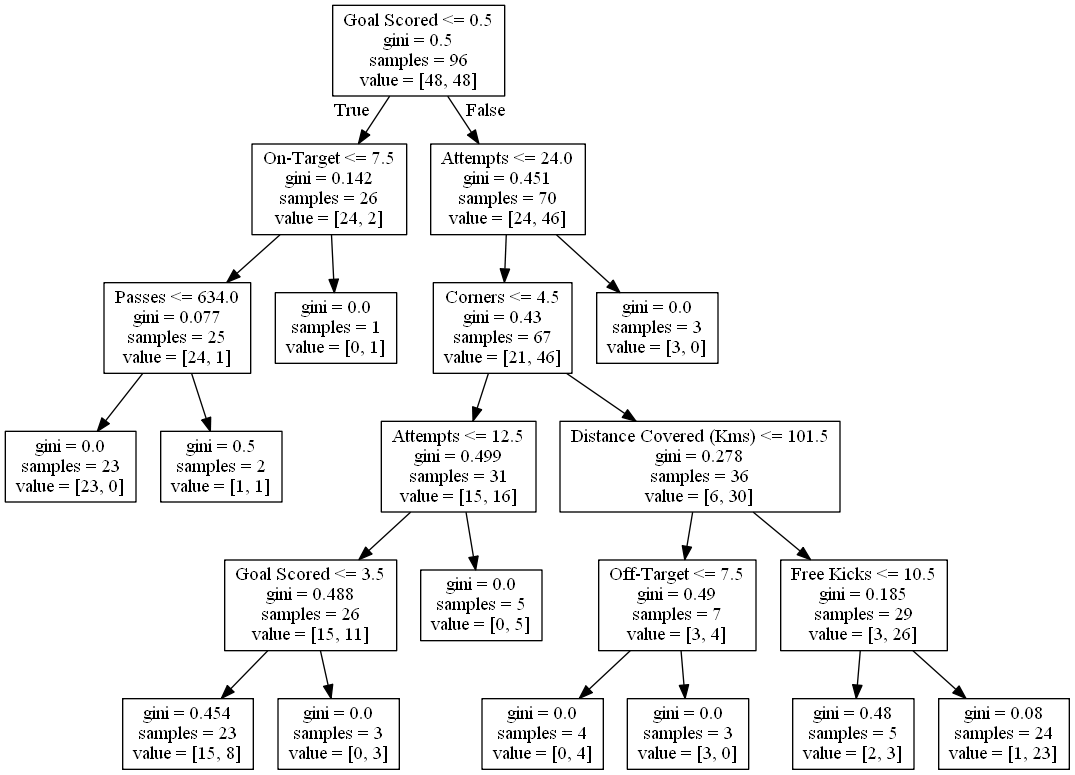 Goal Scored <= 0.5
gini = 0.5
samples = 96
value = [48, 48]
True
False
On-Target <= 7.5
gini = 0.142
samples = 26
value = [24, 2]
Attempts <= 24.0
gini = 0.451
samples = 70
value = [24, 46]
Passes <= 634.0
gini = 0.077
samples = 25
value = [24, 1]
gini = 0.0
samples = 1
value = [0, 1]
Corners <= 4.5
gini = 0.43
samples = 67
value = [21, 46]
gini = 0.0
samples = 3
value = [3, 0]
gini = 0.0
samples = 23
value = [23, 0]
gini = 0.5
samples = 2
value = [1, 1]
Attempts <= 12.5
gini = 0.499
samples = 31
value = [15, 16]
Distance Covered (Kms) <= 101.5
gini = 0.278
samples = 36
value = [6, 30]
Goal Scored <= 3.5
gini = 0.488
samples = 26
value = [15, 11]
gini = 0.0
samples = 5
value = [0, 5]
Off-Target <= 7.5
gini = 0.49
samples = 7
value = [3, 4]
Free Kicks <= 10.5
gini = 0.185
samples = 29
value = [3, 26]
gini = 0.454
samples = 23
value = [15, 8]
gini = 0.0
samples = 3
value = [0, 3]
gini = 0.0
samples = 4
value = [0, 4]
gini = 0.0
samples = 3
value = [3, 0]
gini = 0.48
samples = 5
value = [2, 3]
gini = 0.08
samples = 24
value = [1, 23]